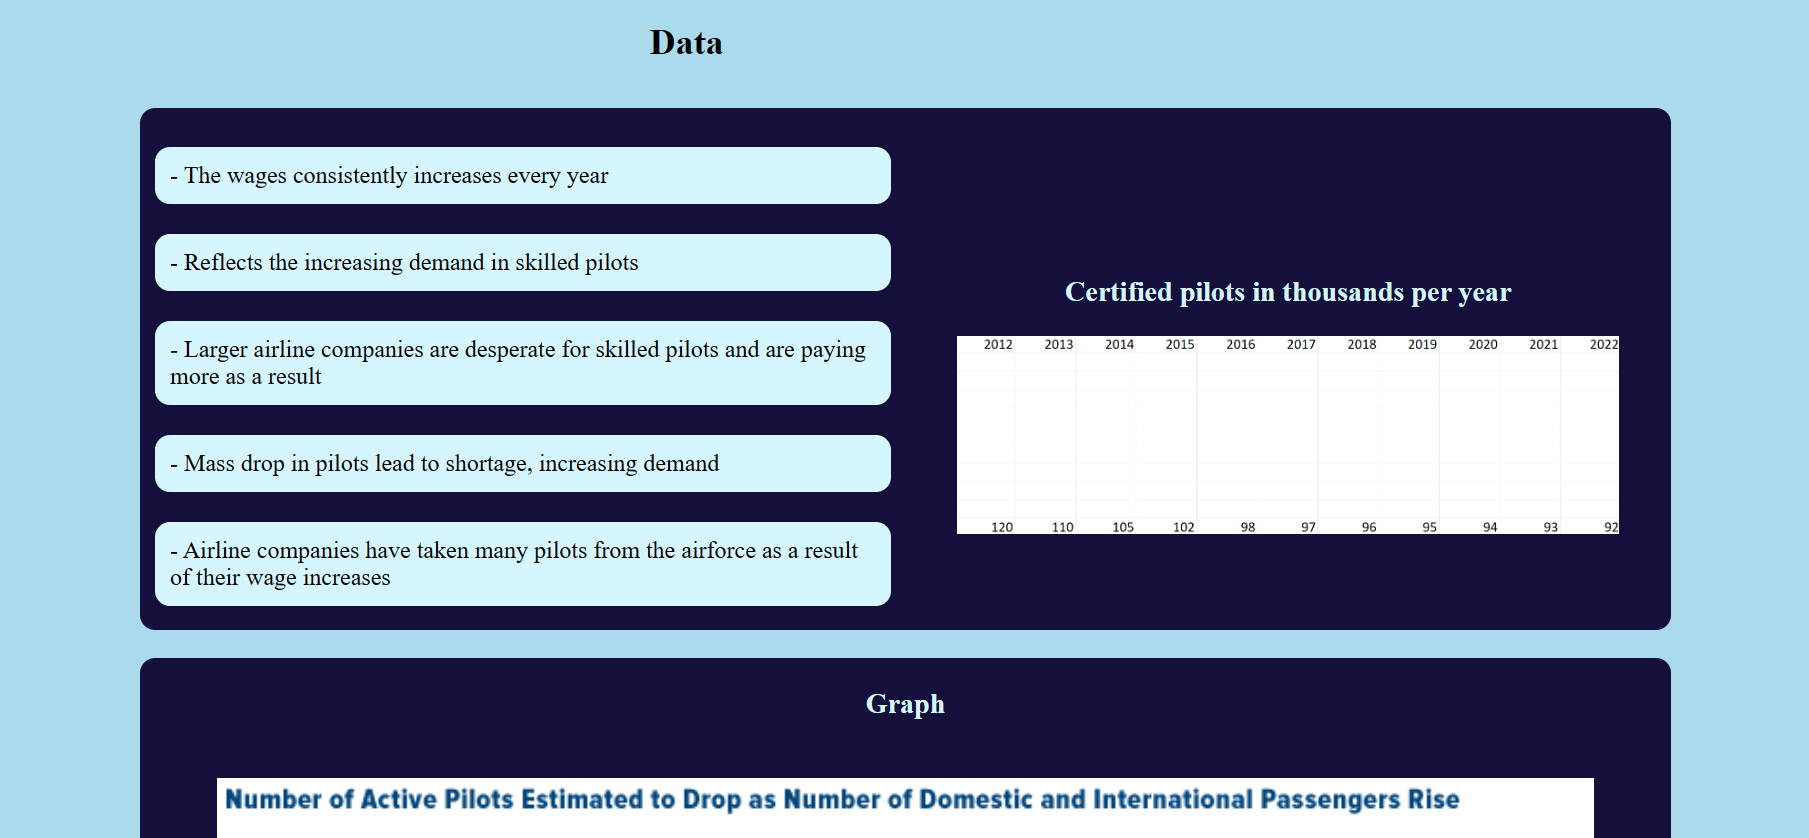 Data
- The wages consistently increases every year
- Reflects the increasing demand in skilled pilots
- Larger airline companies are desperate for skilled pilots and are paying
more as a result
- Mass drop in pilots lead to shortage, increasing demand
- Airline companies have taken many pilots from the airforce as a result
of their wage increases
Certified pilots in thousands per year
2012 2013 2014 2015 2016 2017 2018 2019 2020 2021 2022
120 110 105 102 98 97 96 95 94 93 92
Graph
Number of Active Pilots Estimated to Drop as Number of Domestic and International Passengers Rise